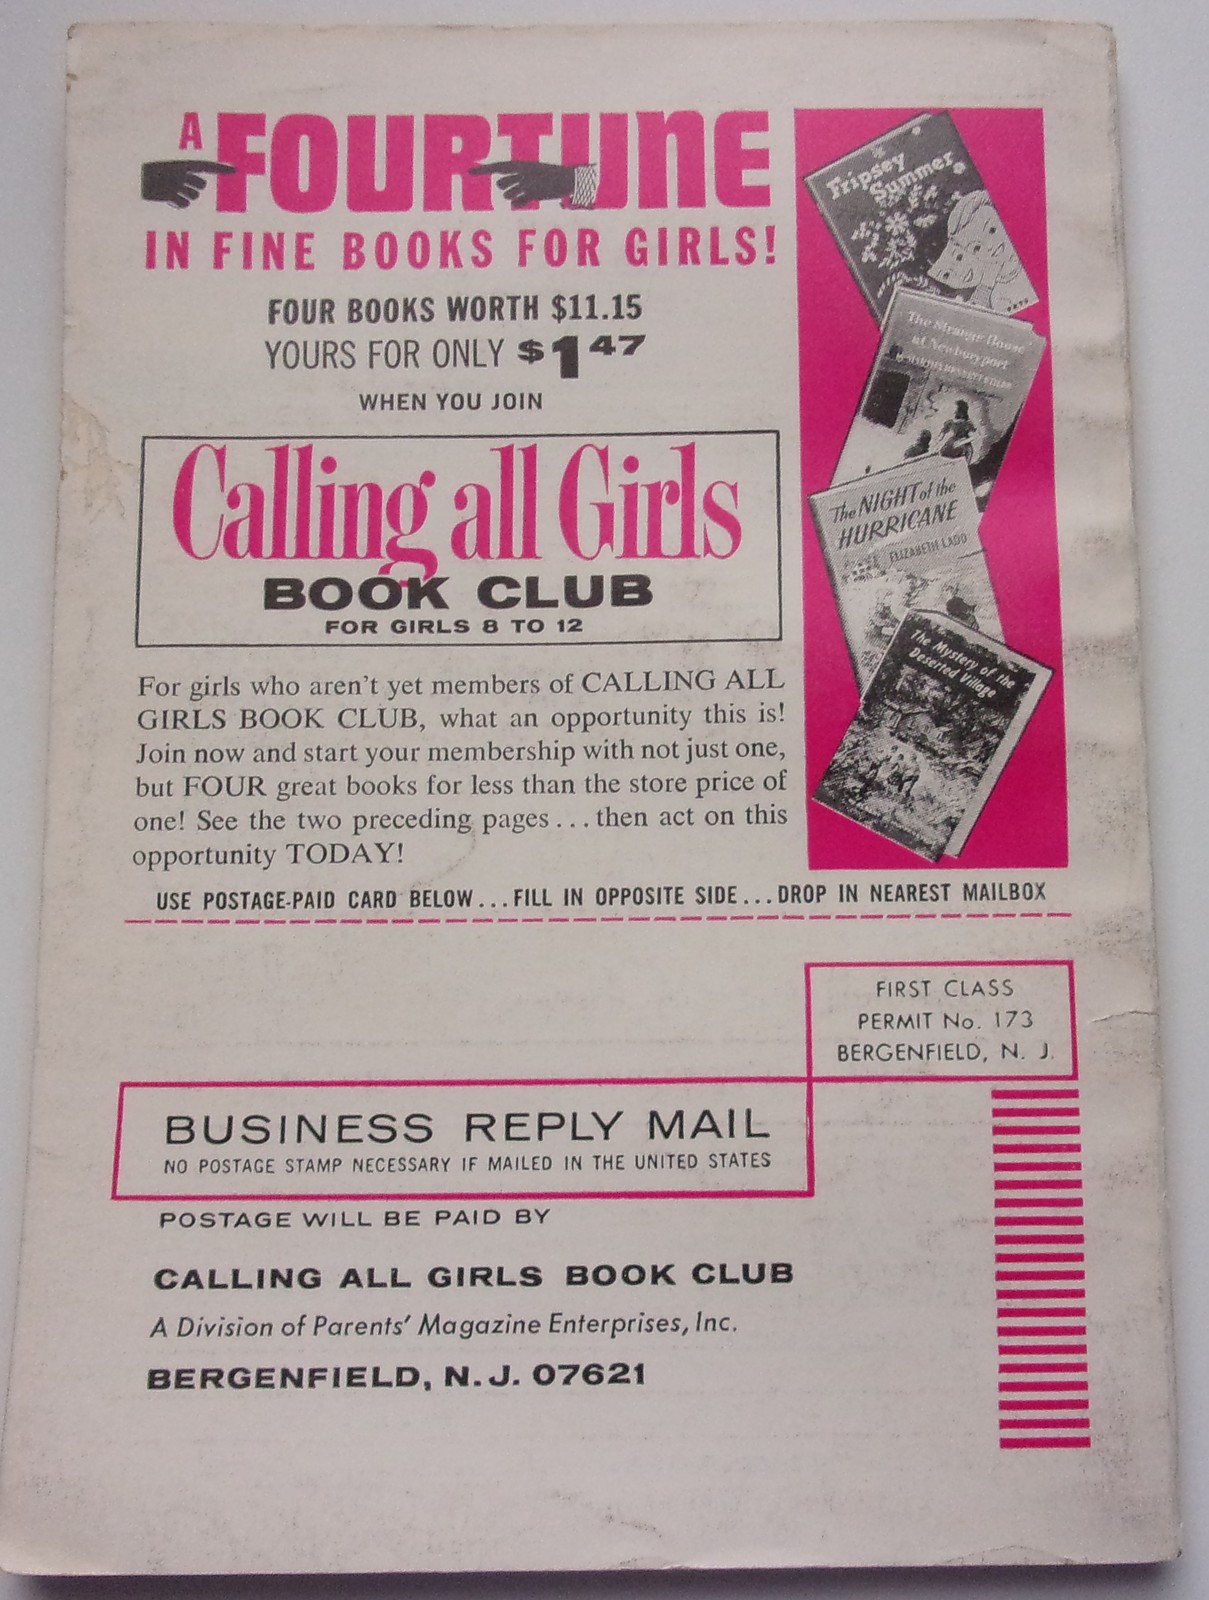 A FOURTUNE
IN FINE BOOKS FOR GIRLS!
FOUR BOOKS WORTH $11.15
YOURS FOR ONLY $1 47
WHEN YOU JOIN
Calling all Girls
BOOK CLUB
FOR GIRLS 8 TO 12
For girls who aren't yet members of CALLING ALL
GIRLS BOOK CLUB, what an opportunity this is!
Join now and start your membership with not just one,
but FOUR great books for less than the store price of
one! See the two preceding pages... then act on this
opportunity TODAY!
Fripsey
Summer
The Strange House
at Newburyport
The NIGHT of the
HURRICANE
ELIZABETH LADD
The Mystery of the
Deserted Village
USE POSTAGE-PAID CARD BELOW... FILL IN OPPOSITE SIDE... DROP IN NEAREST MAILBOX
FIRST CLASS
PERMIT No. 173
BERGENFIELD, N. J.
BUSINESS REPLY MAIL
NO POSTAGE STAMP NECESSARY IF MAILED IN THE UNITED STATES
POSTAGE WILL BE PAID BY
CALLING ALL GIRLS BOOK CLUB
A Division of Parents' Magazine Enterprises, Inc.
BERGENFIELD, N. J. 07621